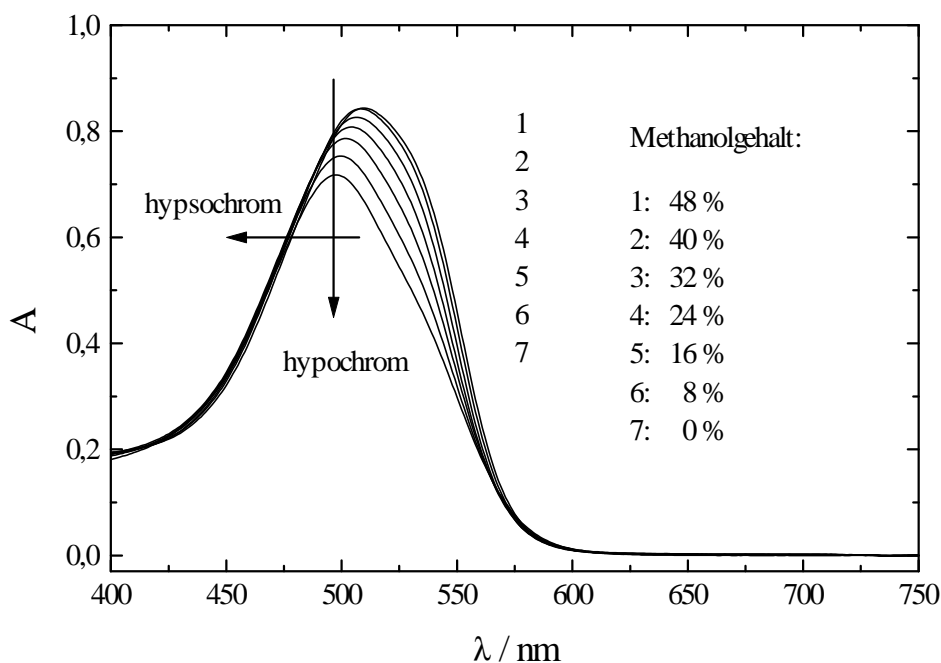 1,0
0,8
0,6
0,4
0,2
0,0
A
400 450 500 550 600 650 700 750
λ / nm
hypsochrom
hypochrom
1
2
3
4
5
6
7
Methanolgehalt:
1: 48 %
2: 40 %
3: 32 %
4: 24 %
5: 16 %
6: 8 %
7: 0 %